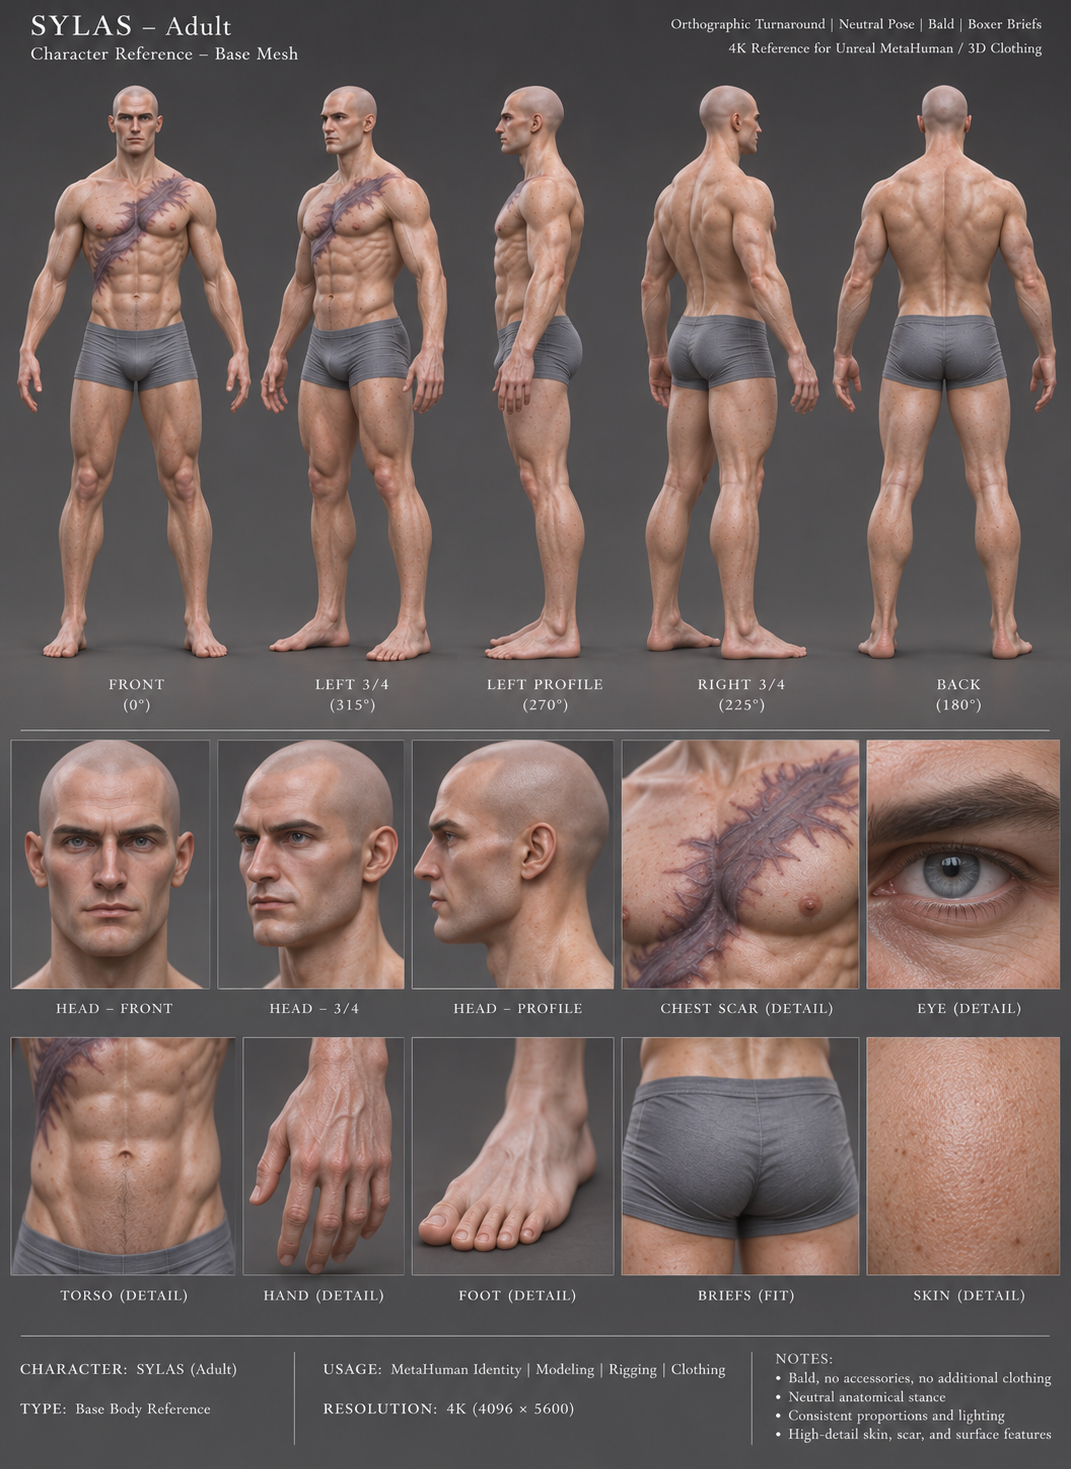 SYLAS – Adult
Character Reference – Base Mesh
Orthographic Turnaround | Neutral Pose | Bald | Boxer Briefs
4K Reference for Unreal MetaHuman / 3D Clothing
FRONT
(0°)
LEFT 3/4
(315°)
LEFT PROFILE
(270°)
RIGHT 3/4
(225°)
BACK
(180°)
HEAD – FRONT
HEAD – 3/4
HEAD – PROFILE
CHEST SCAR (DETAIL)
EYE (DETAIL)
TORSO (DETAIL)
HAND (DETAIL)
FOOT (DETAIL)
BRIEFS (FIT)
SKIN (DETAIL)
CHARACTER: SYLAS (Adult)
TYPE: Base Body Reference
USAGE: MetaHuman Identity | Modeling | Rigging | Clothing
RESOLUTION: 4K (4096 × 5600)
NOTES:
• Bald, no accessories, no additional clothing
• Neutral anatomical stance
• Consistent proportions and lighting
• High-detail skin, scar, and surface features